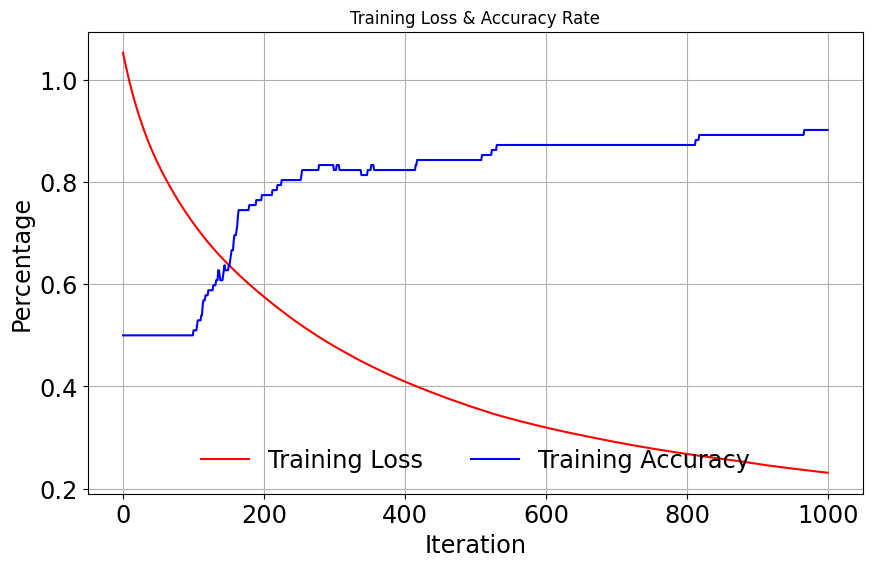 Training Loss & Accuracy Rate
1.0
0.8
0.6
0.4
0.2
Percentage
Training Loss
Training Accuracy
0 200 400 600 800 1000
Iteration